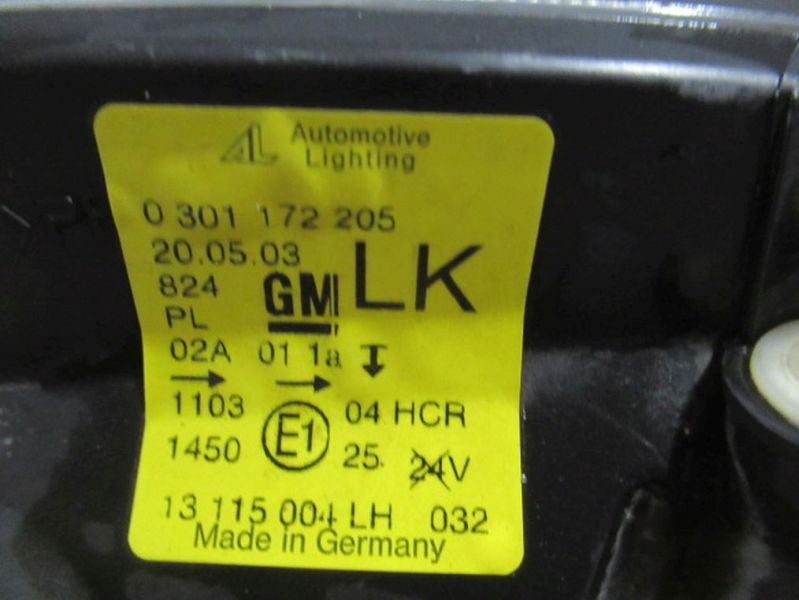 AL Automotive
Lighting
0 301 172 205
20.05.03
824 GM LK
PL
02A 01 1a
→ →
1103 E1 04 HCR
1450 25. 24V
13 115 004 LH 032
Made in Germany